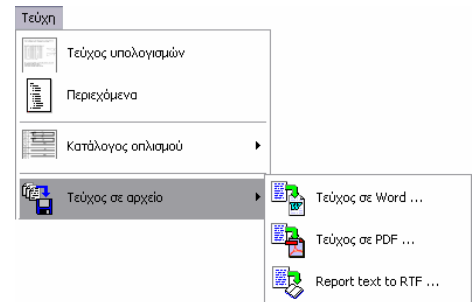 Τεύχη
Τεύχος υπολογισμών
Περιεχόμενα
Κατάλογος οπλισμού
Τεύχος σε αρχείο
Τεύχος σε Word ...
Τεύχος σε PDF ...
Report text to RTF ...